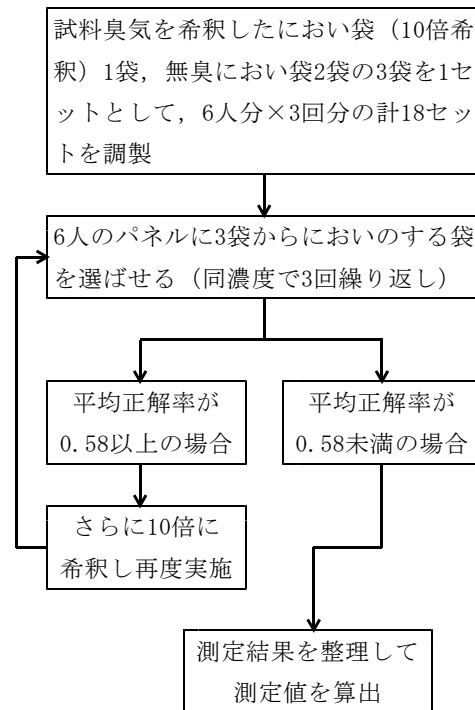 試料臭気を希釈したにおい袋（10倍希
釈）1袋，無臭におい袋2袋の3袋を1セ
ットとして，6人分×3回分の計18セッ
トを調製
6人のパネルに3袋からにおいのする袋
を選ばせる（同濃度で3回繰り返し）
平均正解率が
0.58以上の場合
平均正解率が
0.58未満の場合
さらに10倍に
希釈し再度実施
測定結果を整理して
測定値を算出